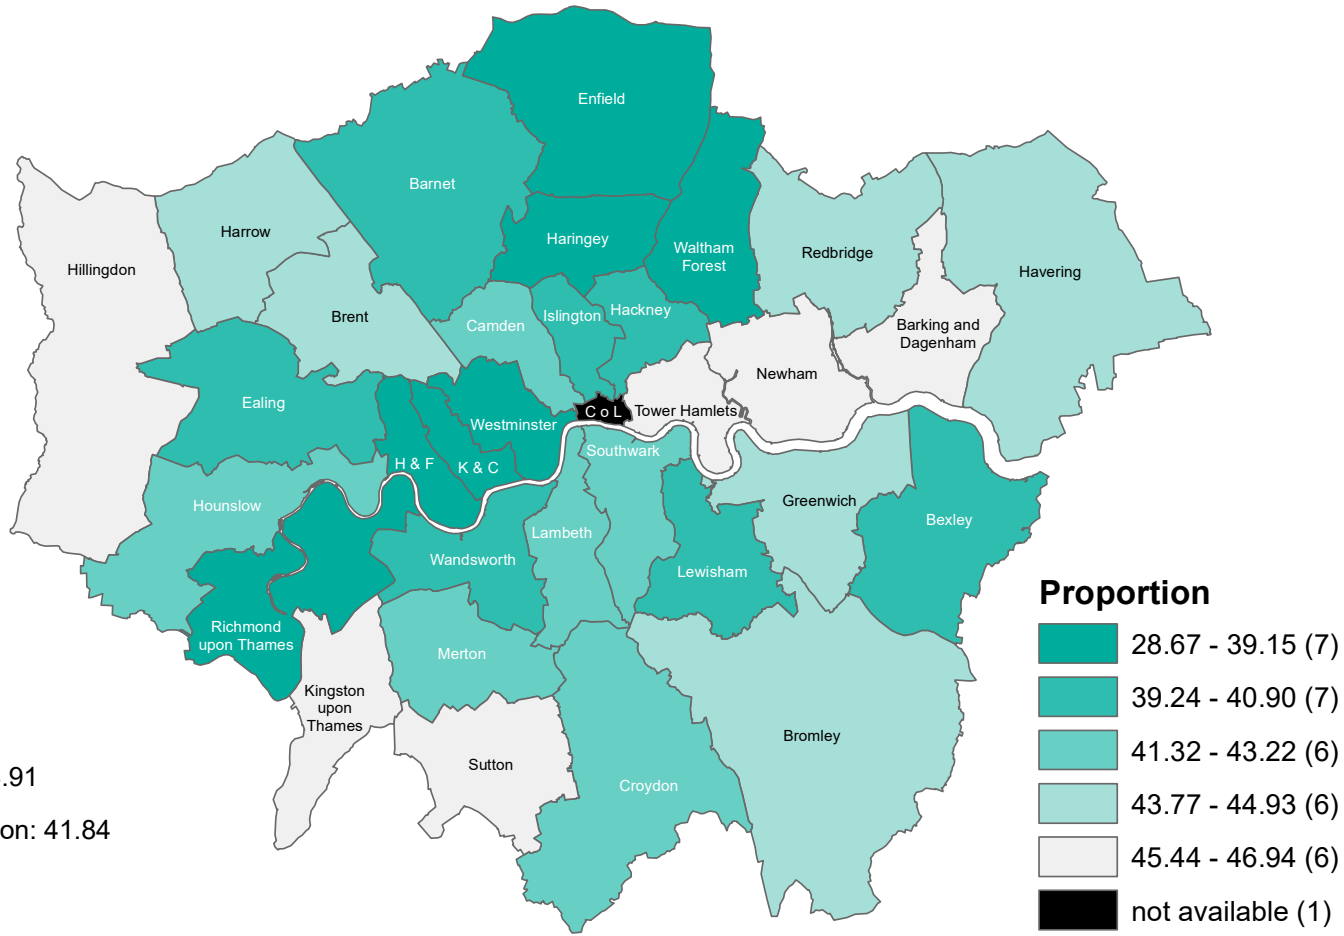 Enfield
Barnet
Harrow
Haringey
Waltham
Forest
Redbridge
Havering
Hillingdon
Brent
Camden
Islington
Hackney
Barking and
Dagenham
Newham
Ealing
Westminster
C o L
Tower Hamlets
H & F
K & C
Southwark
Hounslow
Greenwich
Bexley
Lambeth
Wandsworth
Lewisham
Richmond
upon Thames
Merton
Kingston
upon
Thames
Sutton
Croydon
Bromley
.91
on: 41.84
Proportion
28.67 - 39.15 (7)
39.24 - 40.90 (7)
41.32 - 43.22 (6)
43.77 - 44.93 (6)
45.44 - 46.94 (6)
not available (1)